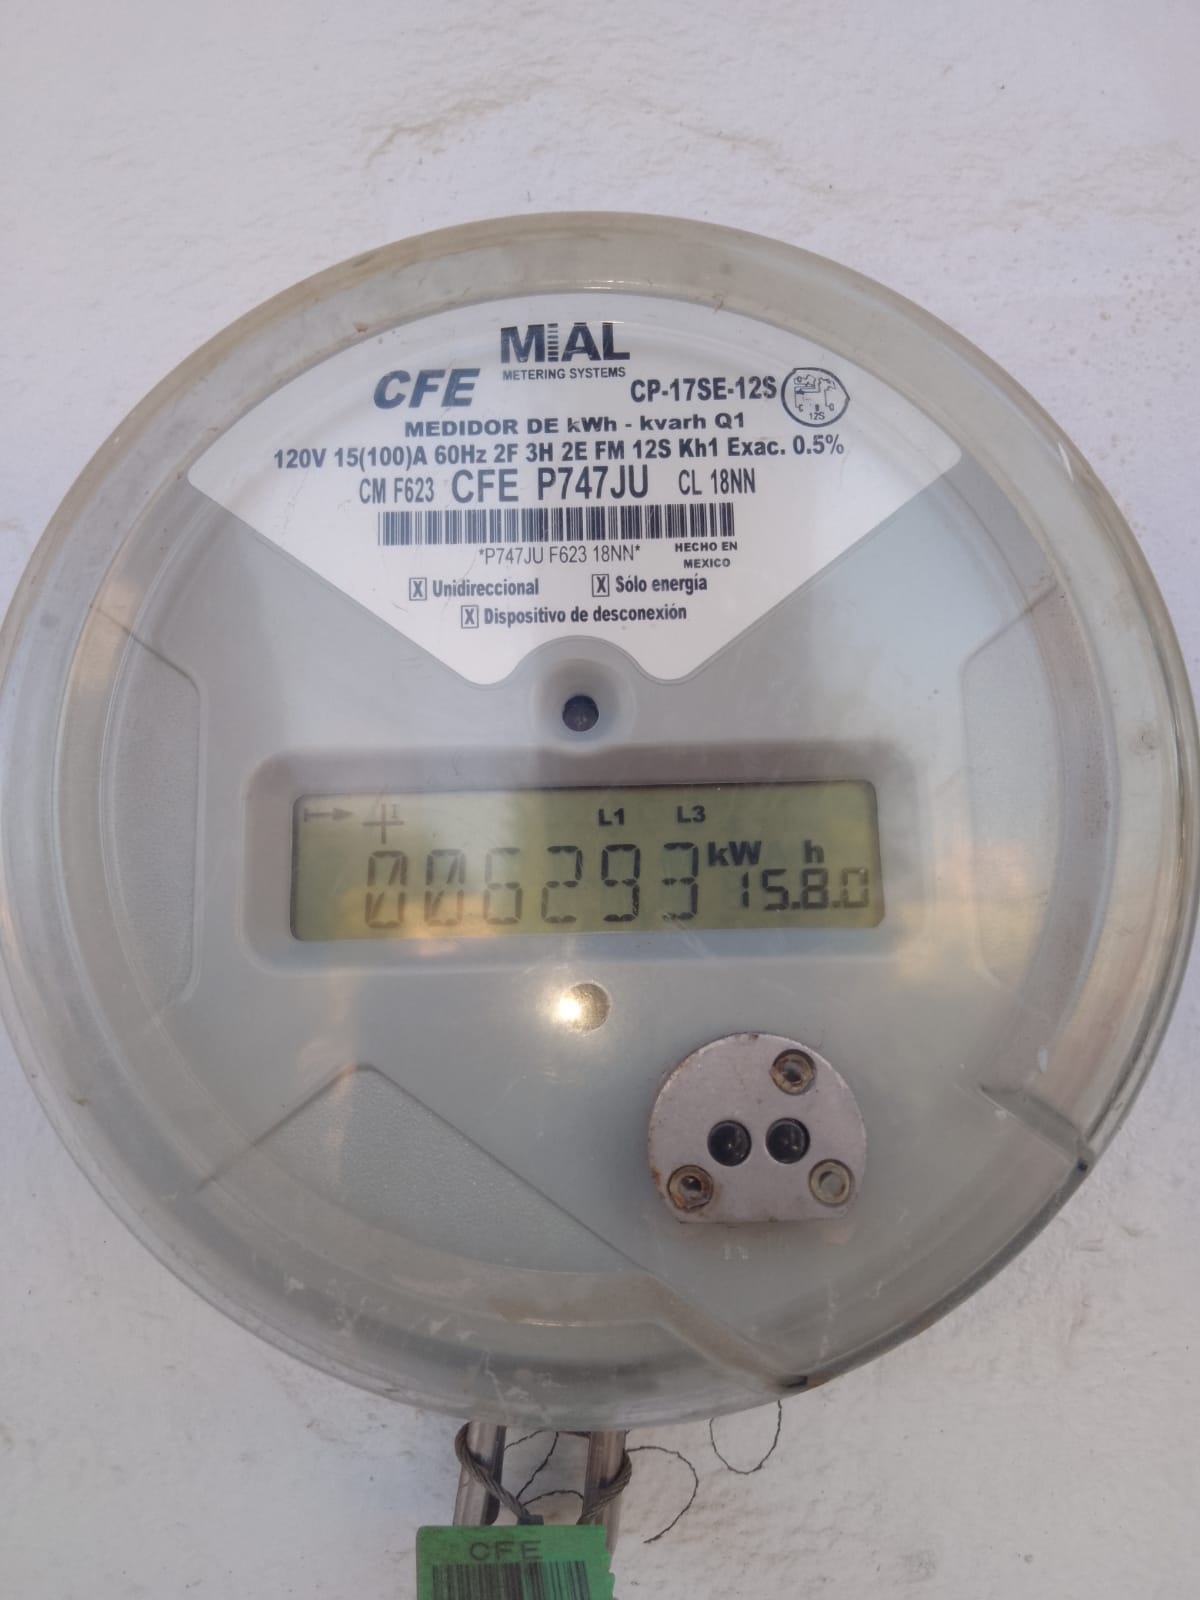 MIAL
METERING SYSTEMS
CFE
CP-17SE-12S
12S
MEDIDOR DE kWh - kvarh Q1
120V 15(100)A 60Hz 2F 3H 2E FM 12S Kh1 Exac. 0.5%
CM F623 CFE P747JU CL 18NN
*P747JU F623 18NN*
HECHO EN
MEXICO
X Unidireccional X Sólo energía
X Dispositivo de desconexión
L1 L3
006293 kW h 15.8.0
CFE